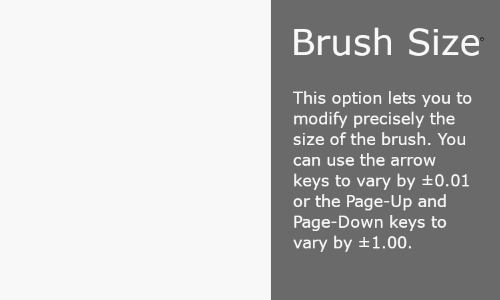 Brush Size
This option lets you to
modify precisely the
size of the brush. You
can use the arrow
keys to vary by ±0.01
or the Page-Up and
Page-Down keys to
vary by ±1.00.